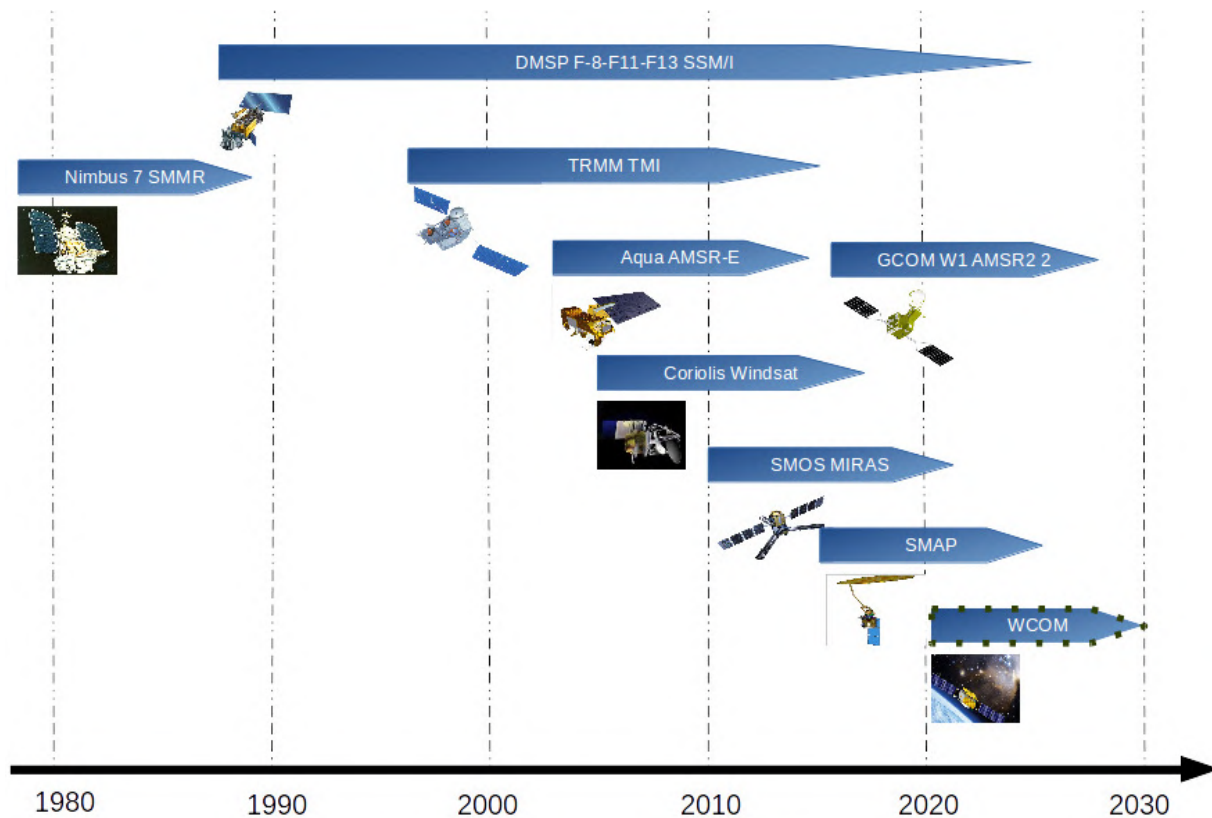 DMSP F-8-F11-F13 SSM/I
TRMM TMI
Nimbus 7 SMMR
Aqua AMSR-E
GCOM W1 AMSR2 2
Coriolis Windsat
SMOS MIRAS
SMAP
WCOM
1980
1990
2000
2010
2020
2030